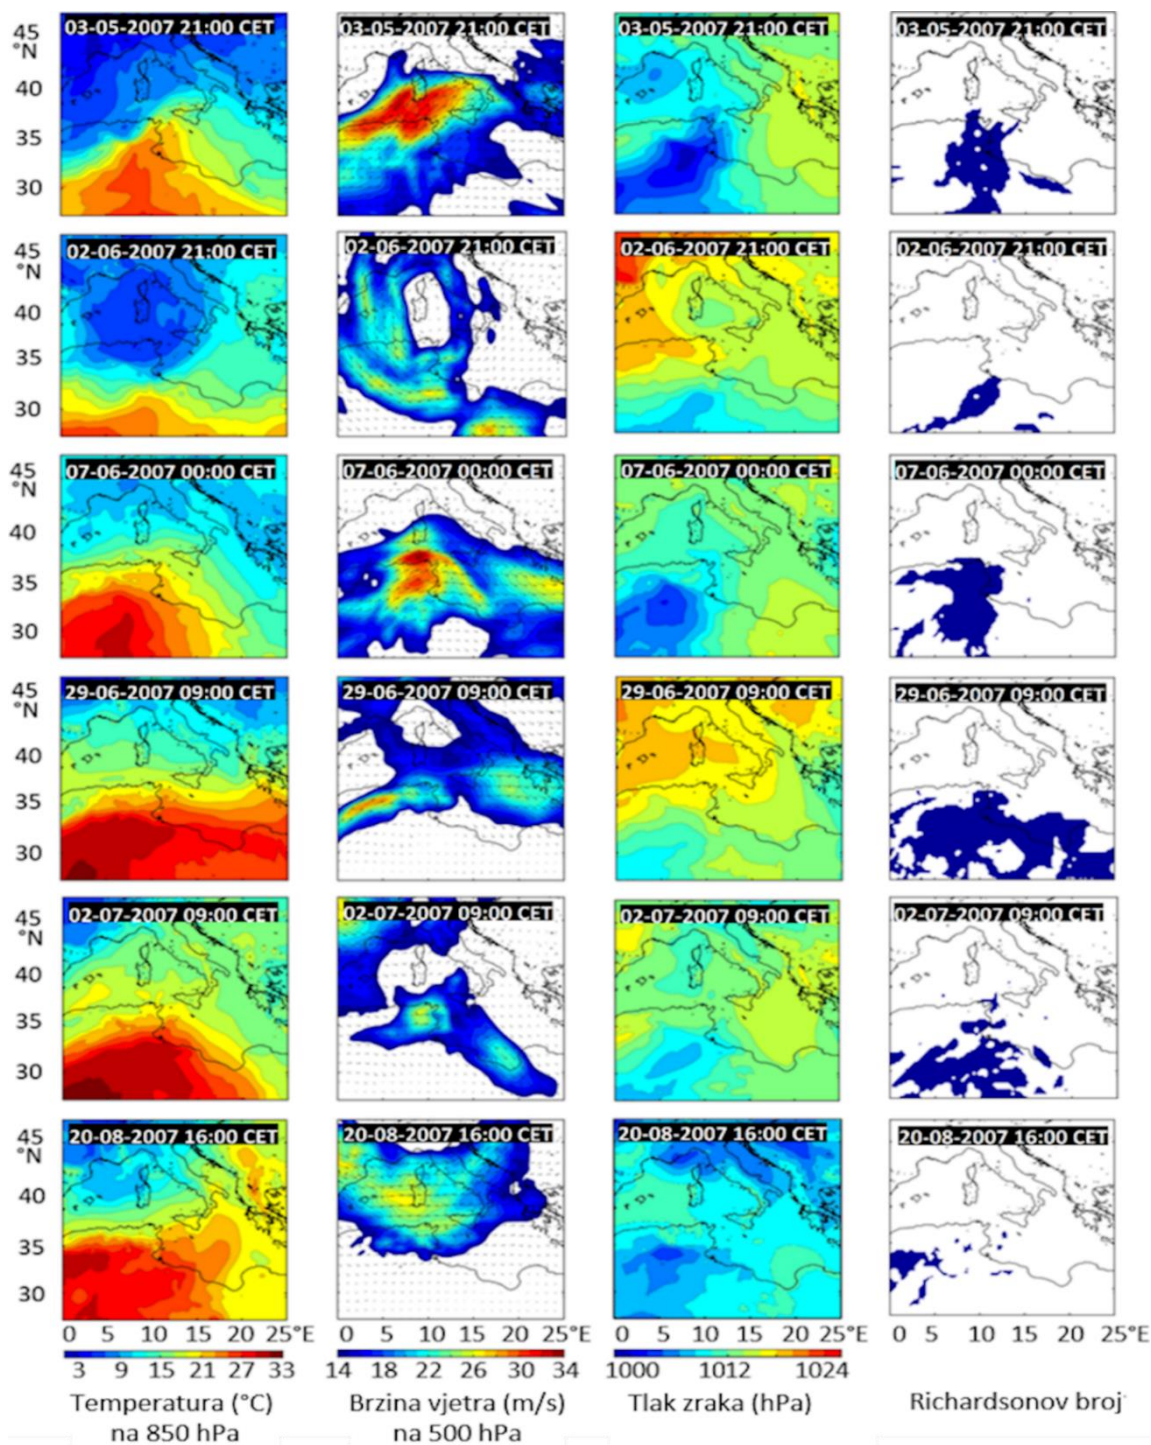 03-05-2007 21:00 CET 03-05-2007 21:00 CET 03-05-2007 21:00 CET 03-05-2007 21:00 CET
45
°N
40
35
30
02-06-2007 21:00 CET 02-06-2007 21:00 CET 02-06-2007 21:00 CET 02-06-2007 21:00 CET
45
°N
40
35
30
07-06-2007 00:00 CET 07-06-2007 00:00 CET 07-06-2007 00:00 CET 07-06-2007 00:00 CET
45
°N
40
35
30
29-06-2007 09:00 CET 29-06-2007 09:00 CET 29-06-2007 09:00 CET 29-06-2007 09:00 CET
45
°N
40
35
30
02-07-2007 09:00 CET 02-07-2007 09:00 CET 02-07-2007 09:00 CET 02-07-2007 09:00 CET
45
°N
40
35
30
20-08-2007 16:00 CET 20-08-2007 16:00 CET 20-08-2007 16:00 CET 20-08-2007 16:00 CET
45
°N
40
35
30
0 5 10 15 20 25°E 0 5 10 15 20 25°E 0 5 10 15 20 25°E 0 5 10 15 20 25°E
3 9 15 21 27 33 14 18 22 26 30 34 1000 1012 1024
Temperatura (°C) Brzina vjetra (m/s) Tlak zraka (hPa) Richardsonov broj
na 850 hPa na 500 hPa